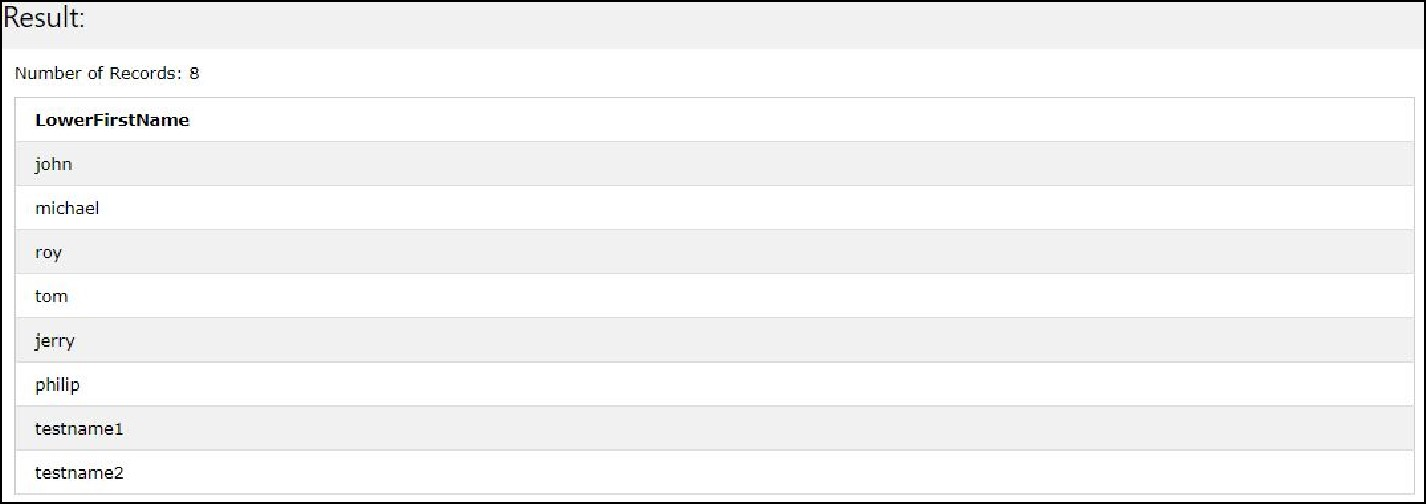 Result:
Number of Records: 8
LowerFirstName
john
michael
roy
tom
jerry
philip
testname1
testname2